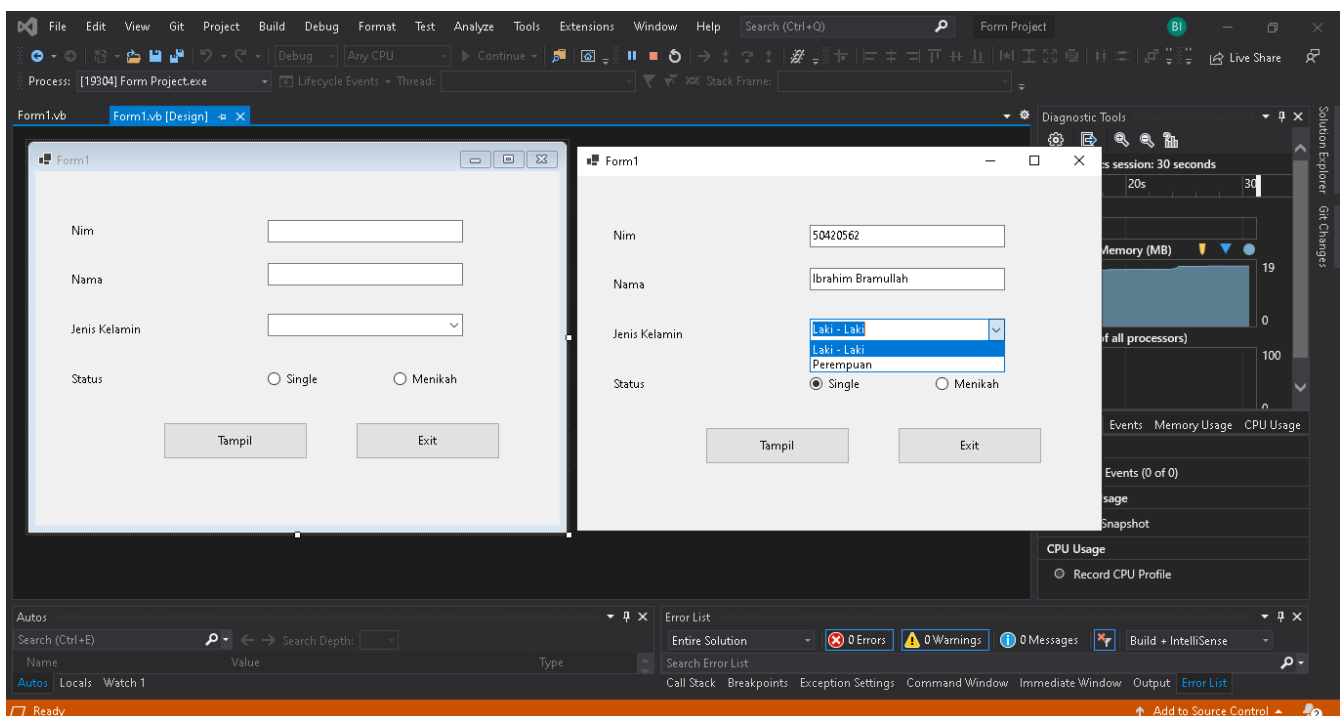 File Edit View Git Project Build Debug Format Test Analyze Tools Extensions Window Help Search (Ctrl+Q) Form Project BI
Debug Any CPU Continue Live Share
Process: [19304] Form Project.exe Lifecycle Events Thread: Stack Frame:
Form1.vb Form1.vb [Design]
Form1
Nim
Nama
Jenis Kelamin
Status Single Menikah
Tampil Exit
Form1
Nim 50420562
Nama Ibrahim Bramullah
Jenis Kelamin Laki - Laki
Laki - Laki
Perempuan
Status Single Menikah
Tampil Exit
Diagnostic Tools
session: 30 seconds
20s 30
Memory (MB)
19
0
of all processors)
100
0
Events Memory Usage CPU Usage
Events (0 of 0)
Snapshot
CPU Usage
Record CPU Profile
Solution Explorer Git Changes
Autos
Search (Ctrl+E) Search Depth:
Name Value Type
Autos Locals Watch 1
Error List
Entire Solution 0 Errors 0 Warnings 0 Messages Build + IntelliSense
Search Error List
Call Stack Breakpoints Exception Settings Command Window Immediate Window Output Error List
Ready Add to Source Control 2